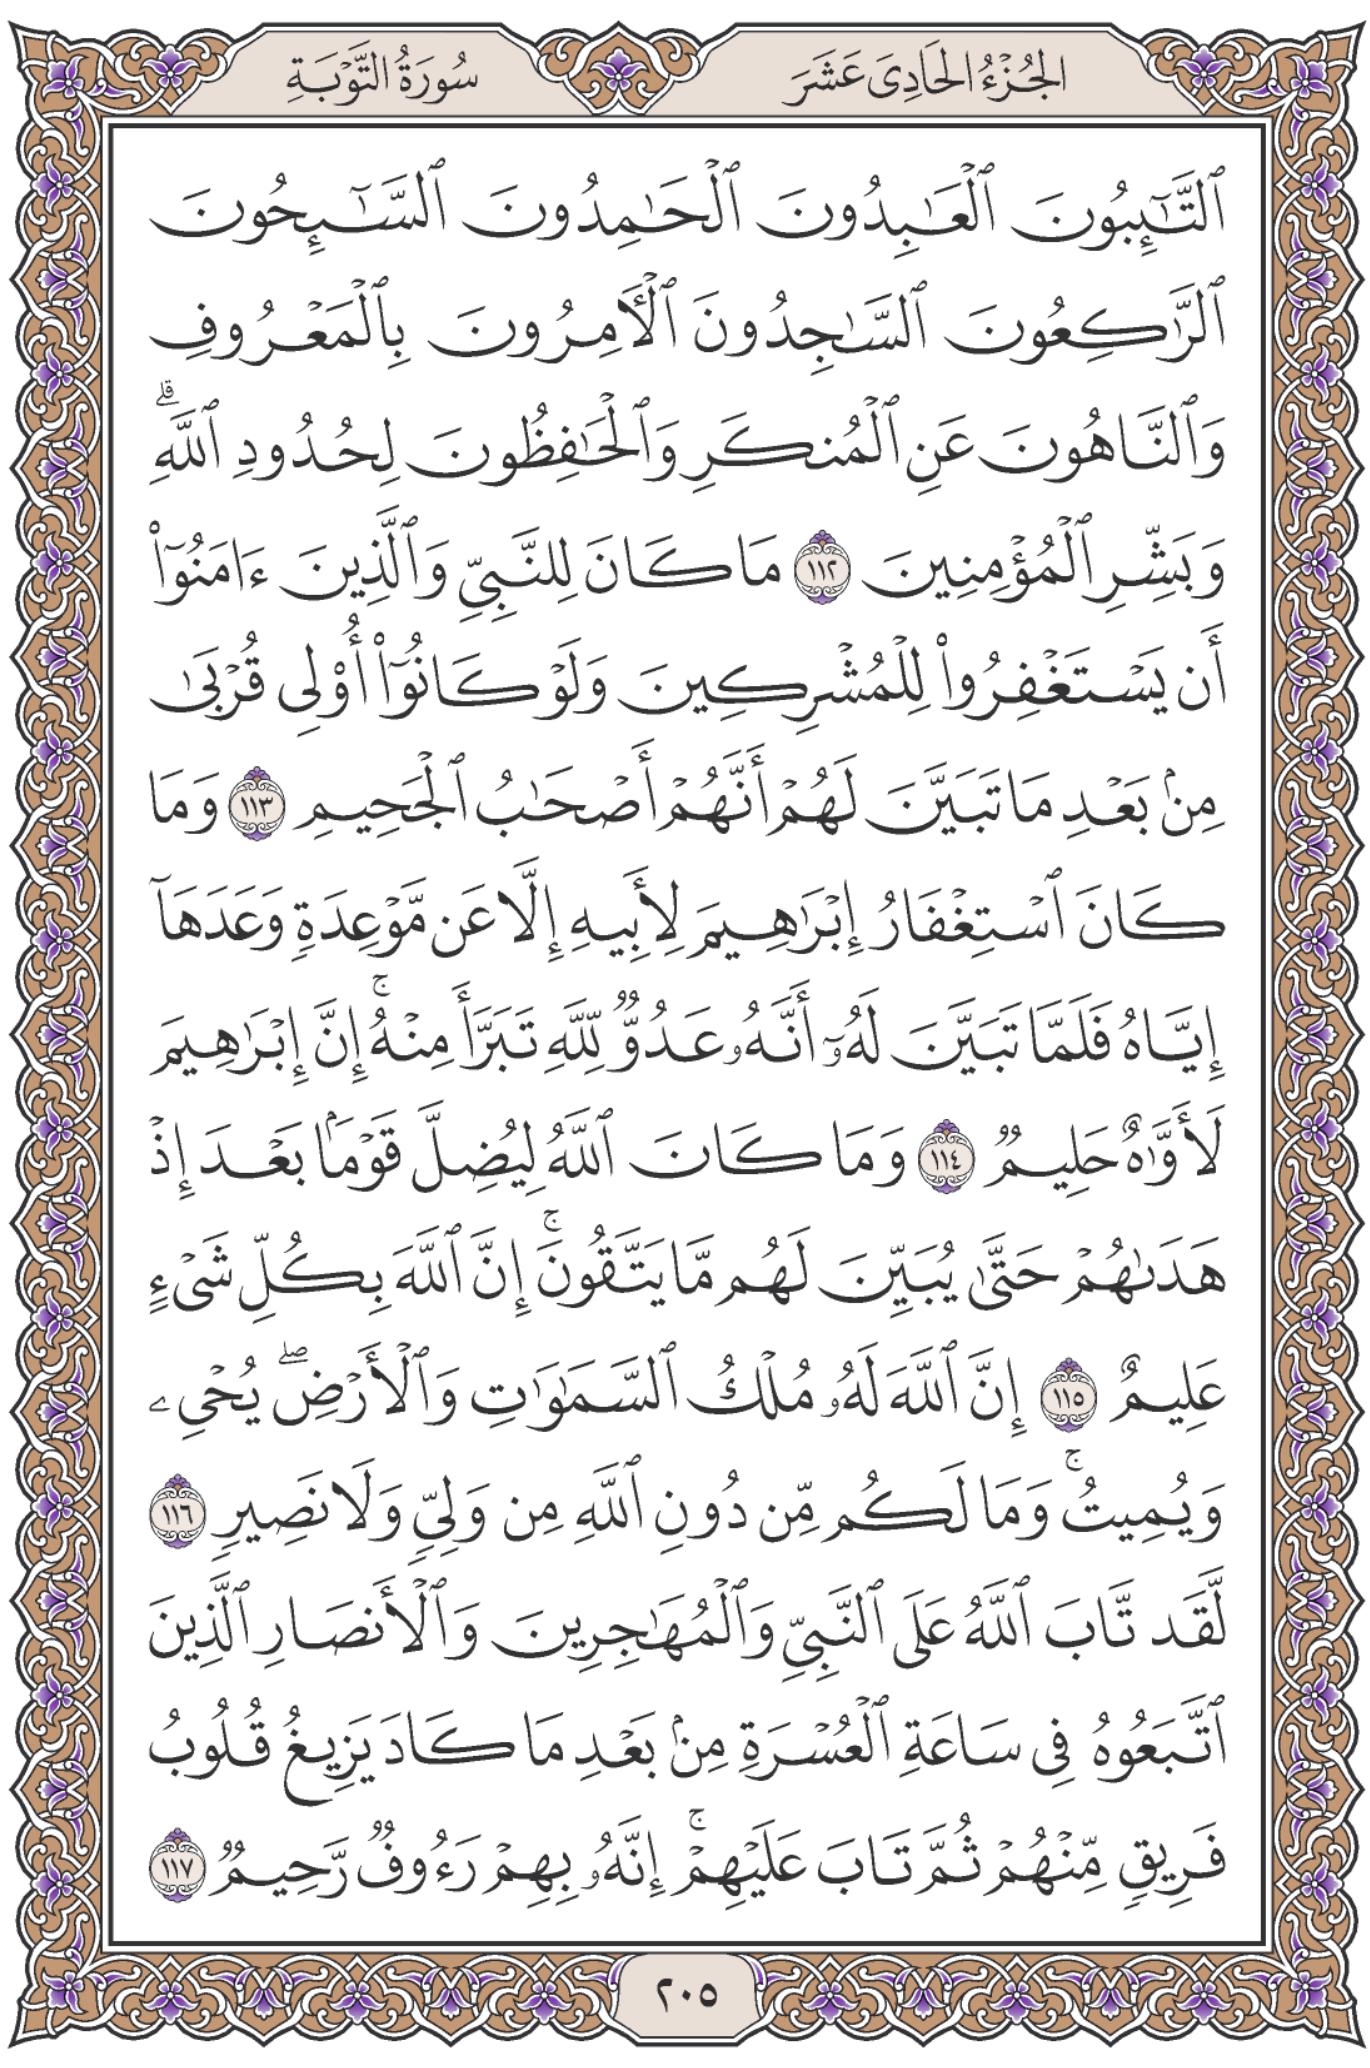 الجُزْءُ الحَادِى عَشَرَ
سُورَةُ التَّوْبَةِ
ٱلتَّٰٓئِبُونَ ٱلْعَٰبِدُونَ ٱلْحَٰمِدُونَ ٱلسَّٰٓئِحُونَ
ٱلرَّٰكِعُونَ ٱلسَّٰجِدُونَ ٱلْءَامِرُونَ بِٱلْمَعْرُوفِ
وَٱلنَّاهُونَ عَنِ ٱلْمُنكَرِ وَٱلْحَٰفِظُونَ لِحُدُودِ ٱللَّهِۗ
وَبَشِّرِ ٱلْمُؤْمِنِينَ ١١٢ مَا كَانَ لِلنَّبِىِّ وَٱلَّذِينَ ءَامَنُوٓا۟
أَن يَسْتَغْفِرُوا۟ لِلْمُشْرِكِينَ وَلَوْ كَانُوٓا۟ أُو۟لِى قُرْبَىٰ
مِنۢ بَعْدِ مَا تَبَيَّنَ لَهُمْ أَنَّهُمْ أَصْحَٰبُ ٱلْجَحِيمِ ١١٣ وَمَا
كَانَ ٱسْتِغْفَارُ إِبْرَٰهِيمَ لِأَبِيهِ إِلَّا عَن مَّوْعِدَةٍ وَعَدَهَآ
إِيَّاهُ فَلَمَّا تَبَيَّنَ لَهُۥٓ أَنَّهُۥ عَدُوٌّ لِّلَّهِ تَبَرَّأَ مِنْهُۚ إِنَّ إِبْرَٰهِيمَ
لَأَوَّٰهٌ حَلِيمٌ ١١٤ وَمَا كَانَ ٱللَّهُ لِيُضِلَّ قَوْمًۢا بَعْدَ إِذْ
هَدَىٰهُمْ حَتَّىٰ يُبَيِّنَ لَهُم مَّا يَتَّقُونَۚ إِنَّ ٱللَّهَ بِكُلِّ شَىْءٍ
عَلِيمٌ ١١٥ إِنَّ ٱللَّهَ لَهُۥ مُلْكُ ٱلسَّمَٰوَٰتِ وَٱلْأَرْضِۖ يُحْىِۦ
وَيُمِيتُۚ وَمَا لَكُم مِّن دُونِ ٱللَّهِ مِن وَلِىٍّ وَلَا نَصِيرٍ ١١٦
لَّقَد تَّابَ ٱللَّهُ عَلَى ٱلنَّبِىِّ وَٱلْمُهَٰجِرِينَ وَٱلْأَنصَارِ ٱلَّذِينَ
ٱتَّبَعُوهُ فِى سَاعَةِ ٱلْعُسْرَةِ مِنۢ بَعْدِ مَا كَادَ يَزِيغُ قُلُوبُ
فَرِيقٍ مِّنْهُمْ ثُمَّ تَابَ عَلَيْهِمْۚ إِنَّهُۥ بِهِمْ رَءُوفٌ رَّحِيمٌ ١١٧
٢٠٥